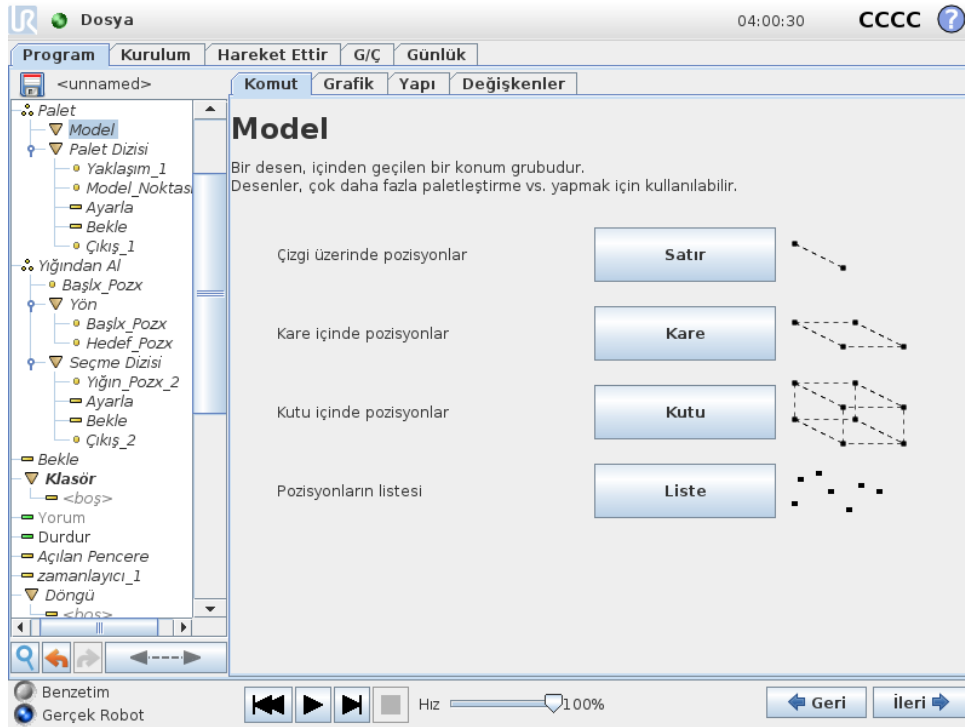 UR Dosya 04:00:30 CCCC ?
Program Kurulum Hareket Ettir G/Ç Günlük
<unnamed>
Komut Grafik Yapı Değişkenler
Palet
Model
Palet Dizisi
Yaklaşım_1
Model_Noktası
Ayarla
Bekle
Çıkış_1
Yığından Al
Başlx_Pozx
Yön
Başlx_Pozx
Hedef_Pozx
Seçme Dizisi
Yığın_Pozx_2
Ayarla
Bekle
Çıkış_2
Bekle
Klasör
<boş>
Yorum
Durdur
Açılan Pencere
zamanlayıcı_1
Döngü
<boş>
Model
Bir desen, içinden geçilen bir konum grubudur.
Desenler, çok daha fazla paletleştirme vs. yapmak için kullanılabilir.
Çizgi üzerinde pozisyonlar Satır
Kare içinde pozisyonlar Kare
Kutu içinde pozisyonlar Kutu
Pozisyonların listesi Liste
Benzetim
Gerçek Robot
Hız 100%
Geri İleri